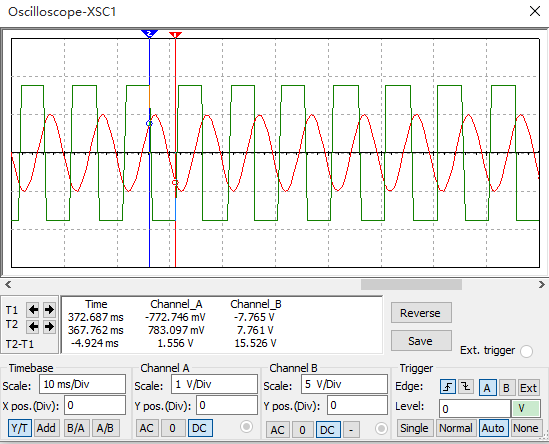 Oscilloscope-XSC1
2 1
T1 Time Channel_A Channel_B
372.687 ms -772.746 mV -7.765 V
T2 367.762 ms 783.097 mV 7.761 V
T2-T1 -4.924 ms 1.556 V 15.526 V
Reverse
Save
Ext. trigger
Timebase
Scale: 10 ms/Div
X pos.(Div): 0
Y/T Add B/A A/B
Channel A
Scale: 1 V/Div
Y pos.(Div): 0
AC 0 DC
Channel B
Scale: 5 V/Div
Y pos.(Div): 0
AC 0 DC -
Trigger
Edge: A B Ext
Level: 0 V
Single Normal Auto None